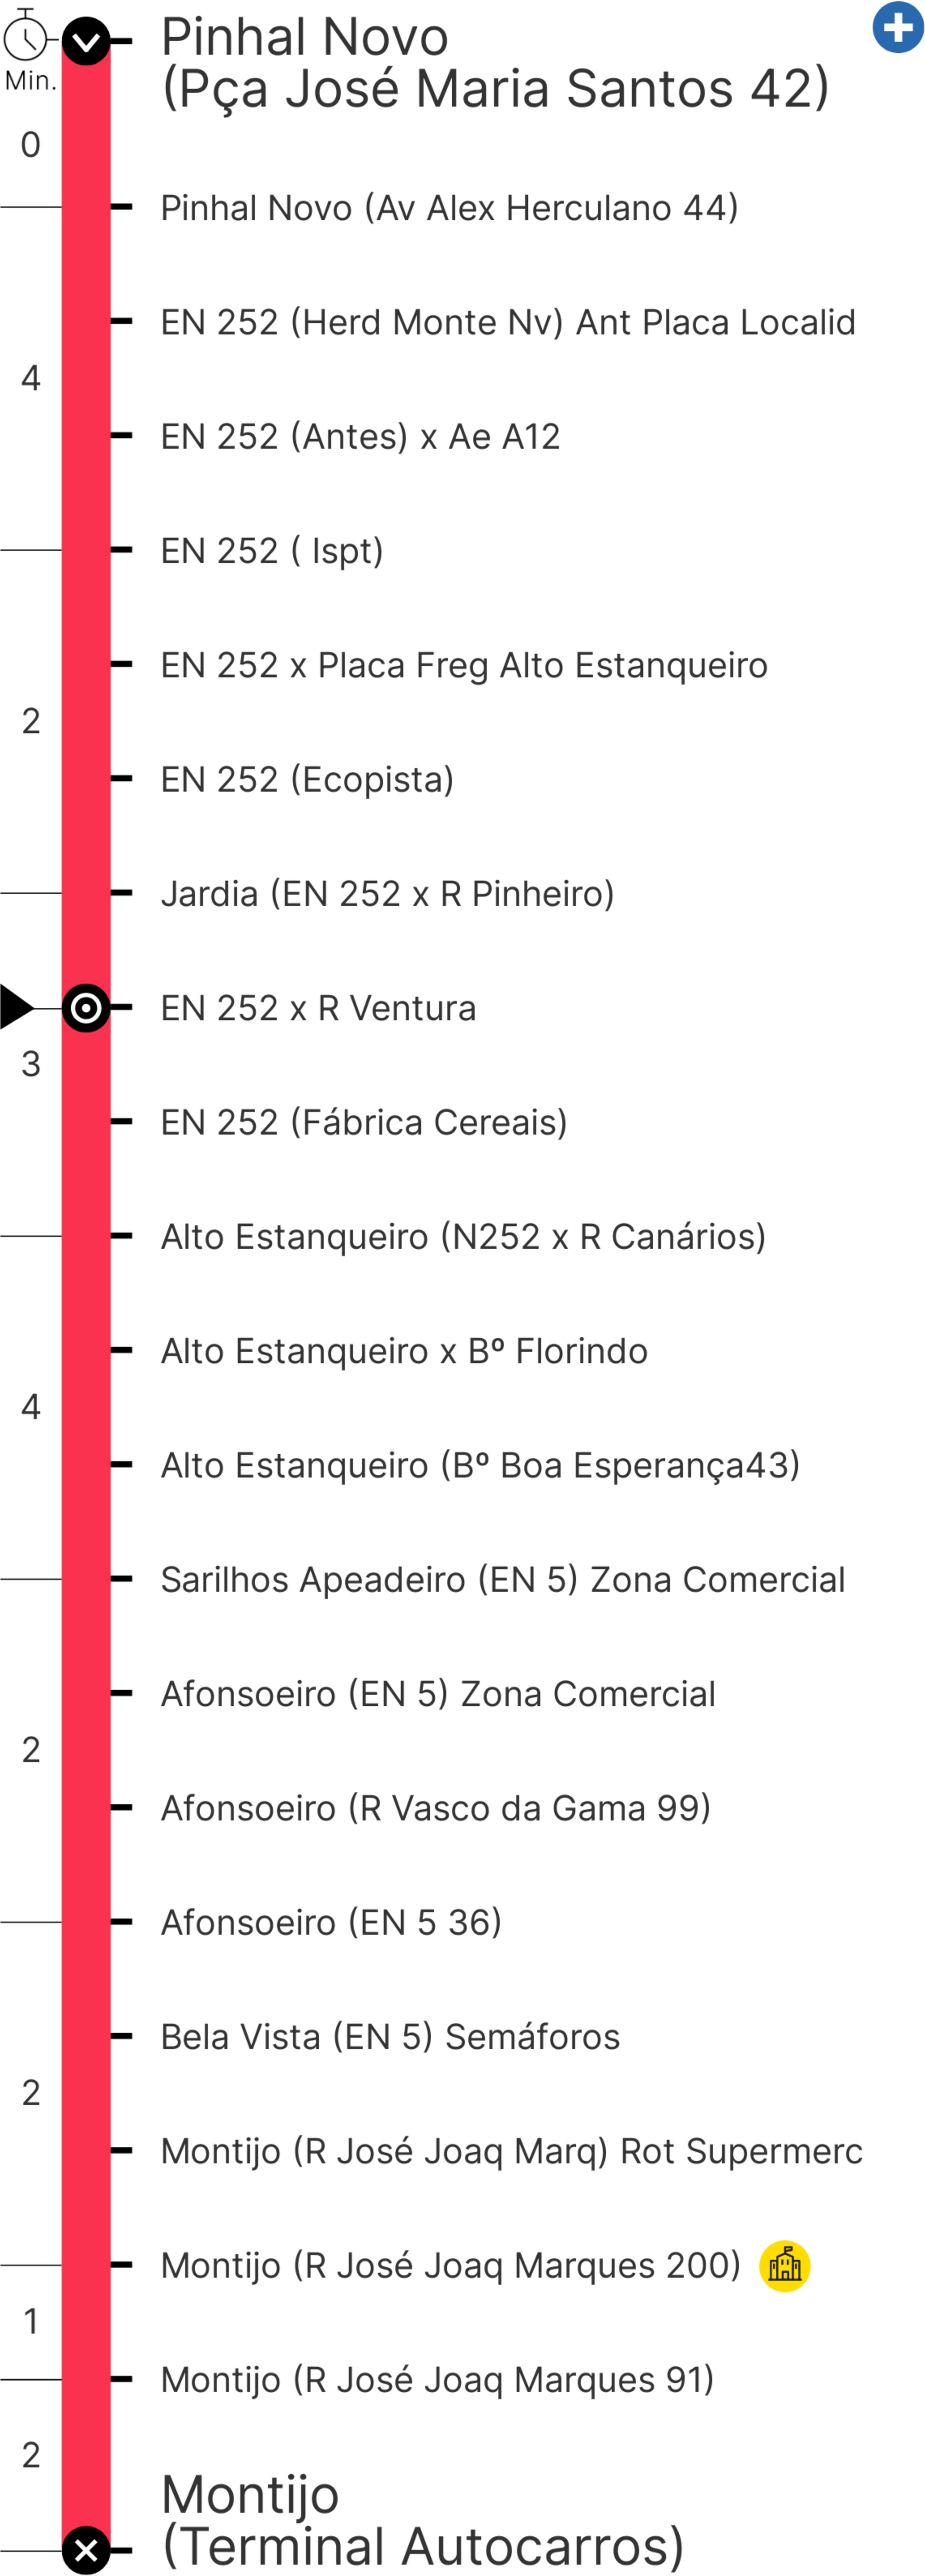 Min.
Pinhal Novo
(Pça José Maria Santos 42)
0
Pinhal Novo (Av Alex Herculano 44)
EN 252 (Herd Monte Nv) Ant Placa Localid
4
EN 252 (Antes) x Ae A12
EN 252 ( Ispt)
EN 252 x Placa Freg Alto Estanqueiro
2
EN 252 (Ecopista)
Jardia (EN 252 x R Pinheiro)
EN 252 x R Ventura
3
EN 252 (Fábrica Cereais)
Alto Estanqueiro (N252 x R Canários)
Alto Estanqueiro x Bº Florindo
4
Alto Estanqueiro (Bº Boa Esperança43)
Sarilhos Apeadeiro (EN 5) Zona Comercial
Afonsoeiro (EN 5) Zona Comercial
2
Afonsoeiro (R Vasco da Gama 99)
Afonsoeiro (EN 5 36)
Bela Vista (EN 5) Semáforos
2
Montijo (R José Joaq Marq) Rot Supermerc
Montijo (R José Joaq Marques 200)
1
Montijo (R José Joaq Marques 91)
2
Montijo
(Terminal Autocarros)